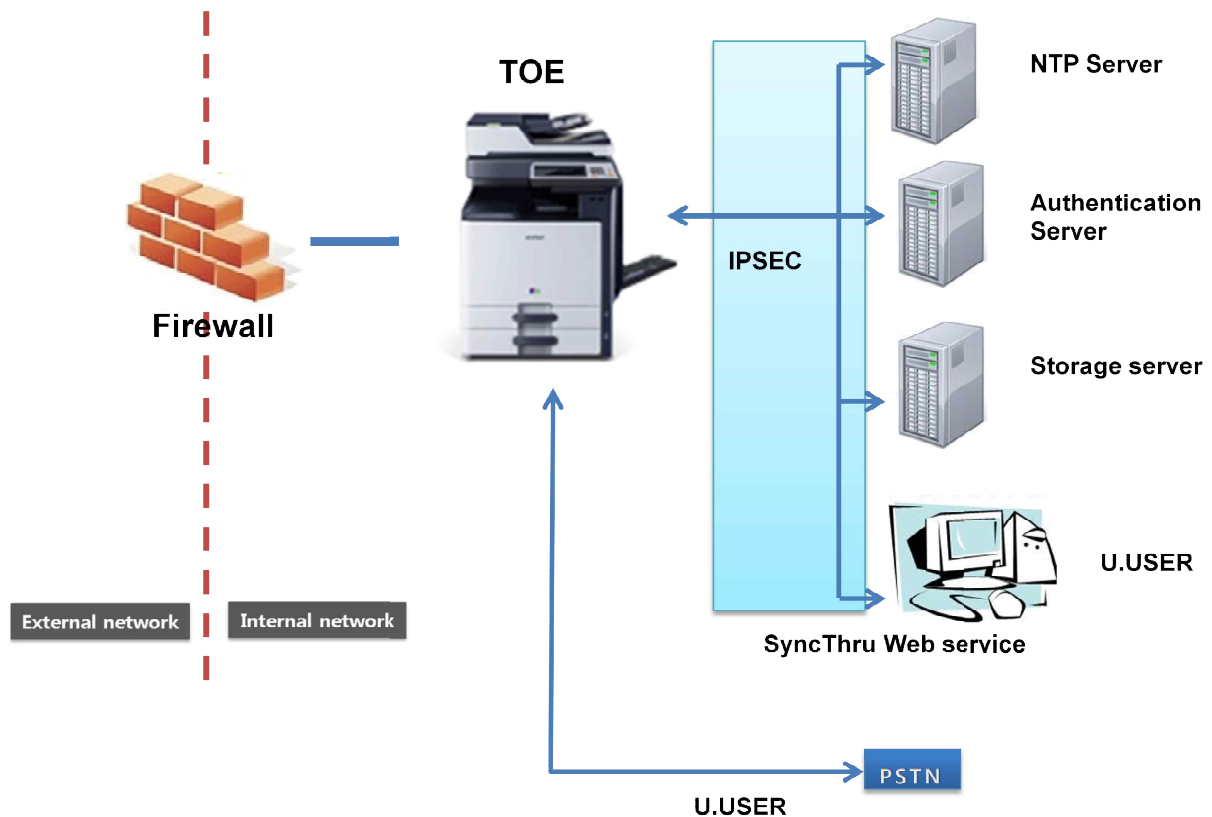 TOE
NTP Server
Authentication
Server
IPSEC
Firewall
Storage server
U.USER
External network
Internal network
SyncThru Web service
PSTN
U.USER